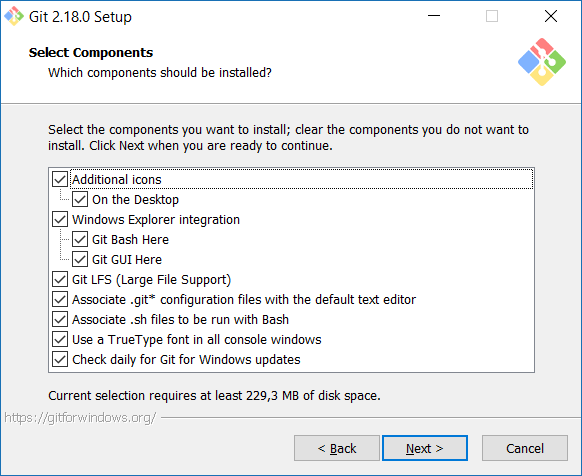 Git 2.18.0 Setup
Select Components
Which components should be installed?
Select the components you want to install; clear the components you do not want to
install. Click Next when you are ready to continue.
Additional icons
On the Desktop
Windows Explorer integration
Git Bash Here
Git GUI Here
Git LFS (Large File Support)
Associate .git* configuration files with the default text editor
Associate .sh files to be run with Bash
Use a TrueType font in all console windows
Check daily for Git for Windows updates
Current selection requires at least 229,3 MB of disk space.
https://gitforwindows.org/
< Back
Next >
Cancel